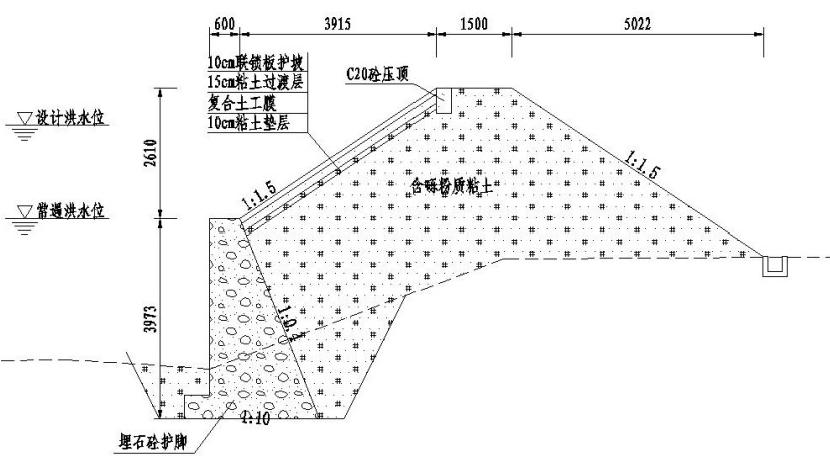 600
3915
1500
5022
10cm联锁板护坡
15cm粘土过渡层
复合土工膜
10cm粘土垫层
C20砼压顶
设计洪水位
2610
1:1.5
1:1.5
含砾粉质粘土
常遇洪水位
3973
1:0.4
1:10
埋石砼护脚